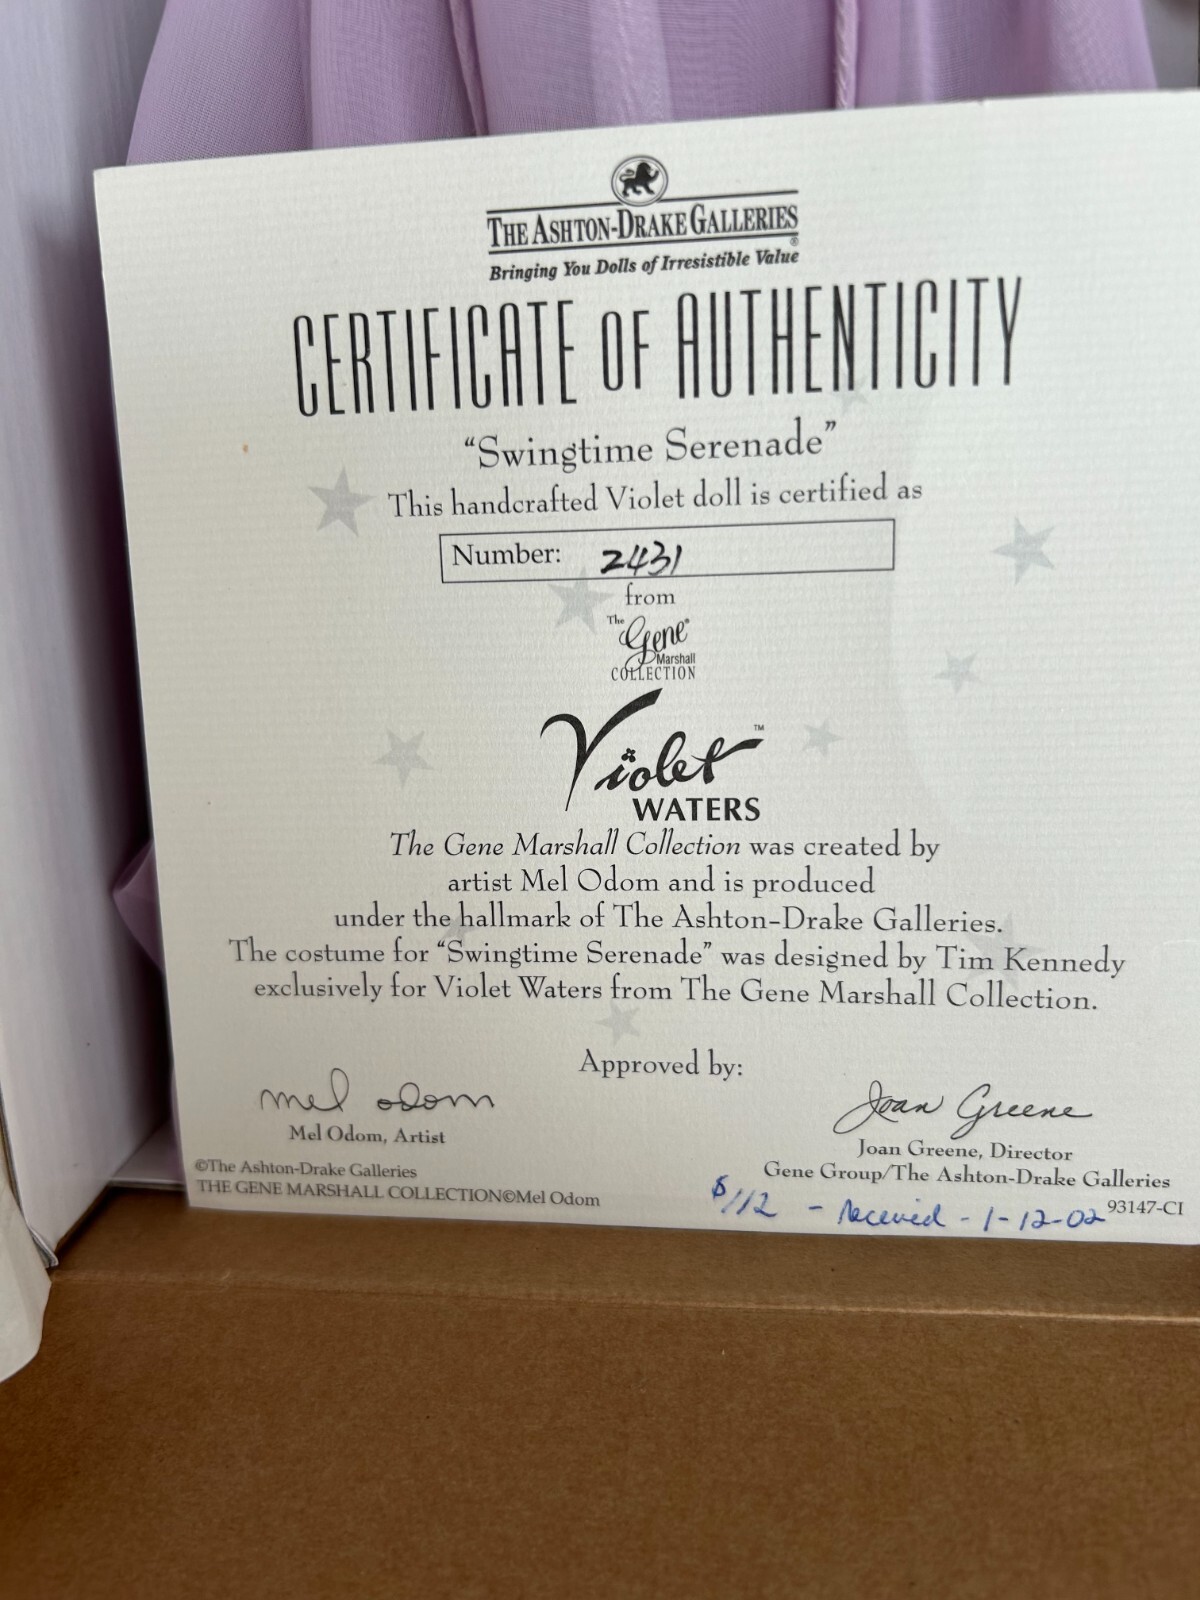 THE ASHTON-DRAKE GALLERIES®
Bringing You Dolls of Irresistible Value
CERTIFICATE OF AUTHENTICITY
“Swingtime Serenade”
This handcrafted Violet doll is certified as
Number: 2431
from
The Gene®
Marshall
COLLECTION
Violet™
WATERS
The Gene Marshall Collection was created by
artist Mel Odom and is produced
under the hallmark of The Ashton-Drake Galleries.
The costume for “Swingtime Serenade” was designed by Tim Kennedy
exclusively for Violet Waters from The Gene Marshall Collection.
Approved by:
mel odom
Mel Odom, Artist
©The Ashton-Drake Galleries
THE GENE MARSHALL COLLECTION©Mel Odom
Joan Greene
Joan Greene, Director
Gene Group/The Ashton-Drake Galleries
93147-CI
$112 - Received - 1-12-02